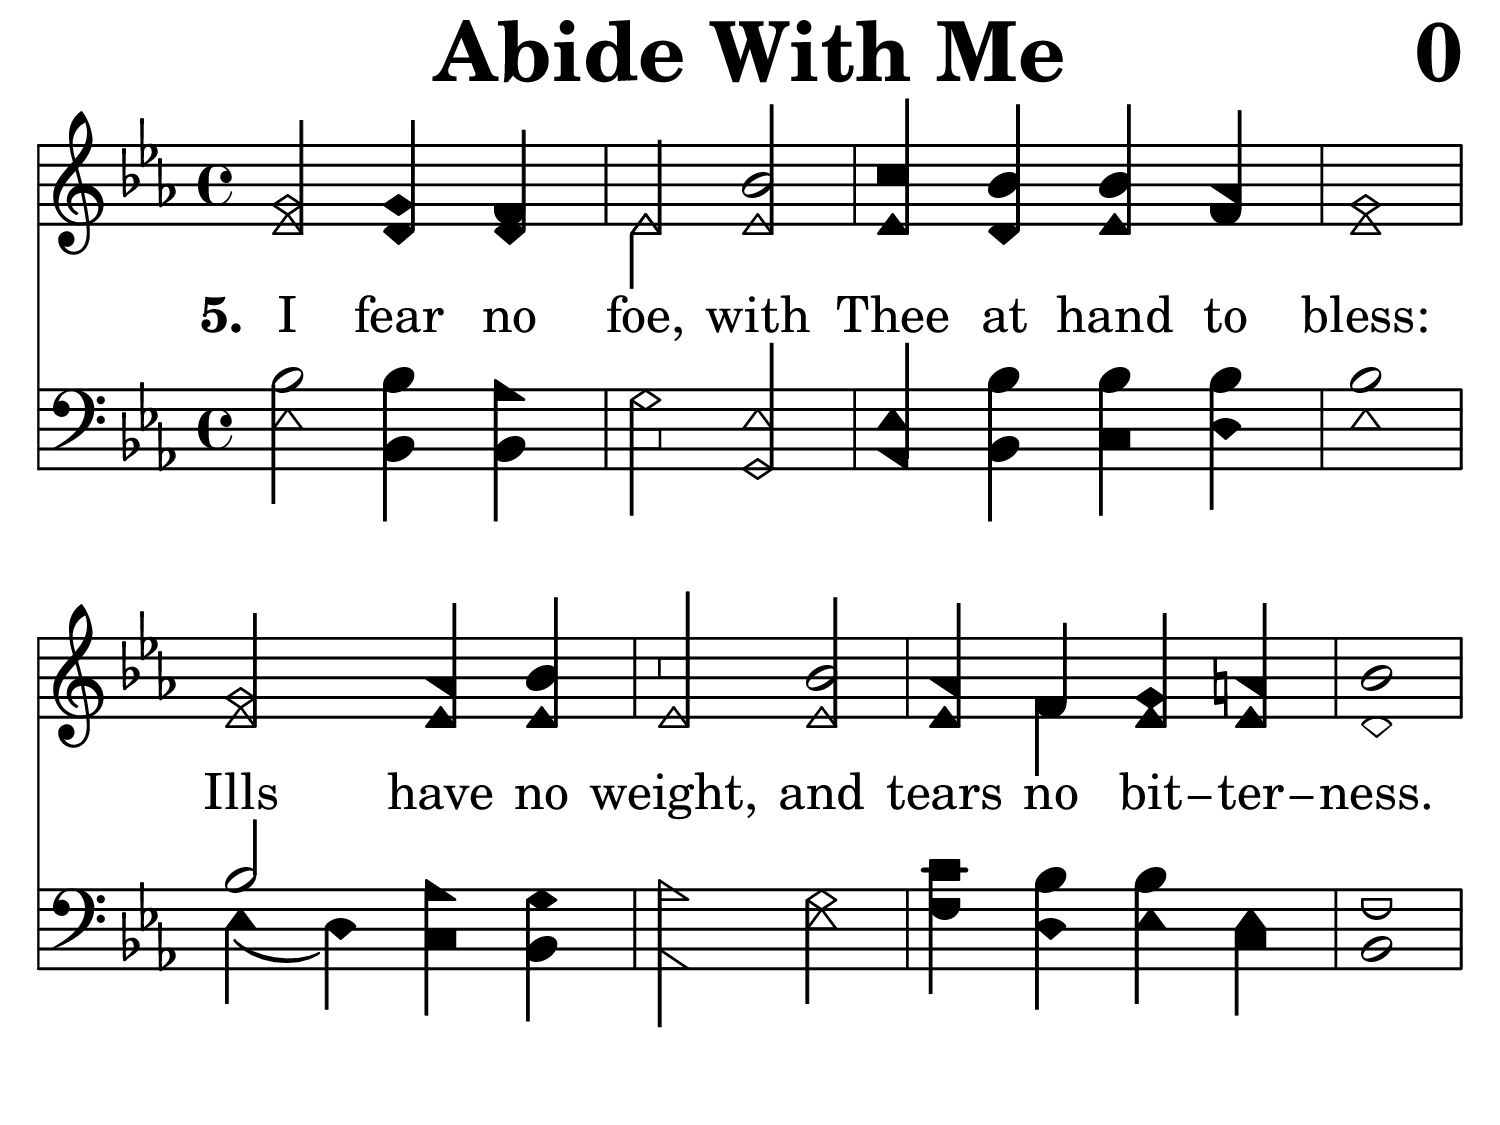 Abide With Me 0
5. I fear no foe, with Thee at hand to bless:
Ills have no weight, and tears no bit–ter–ness.